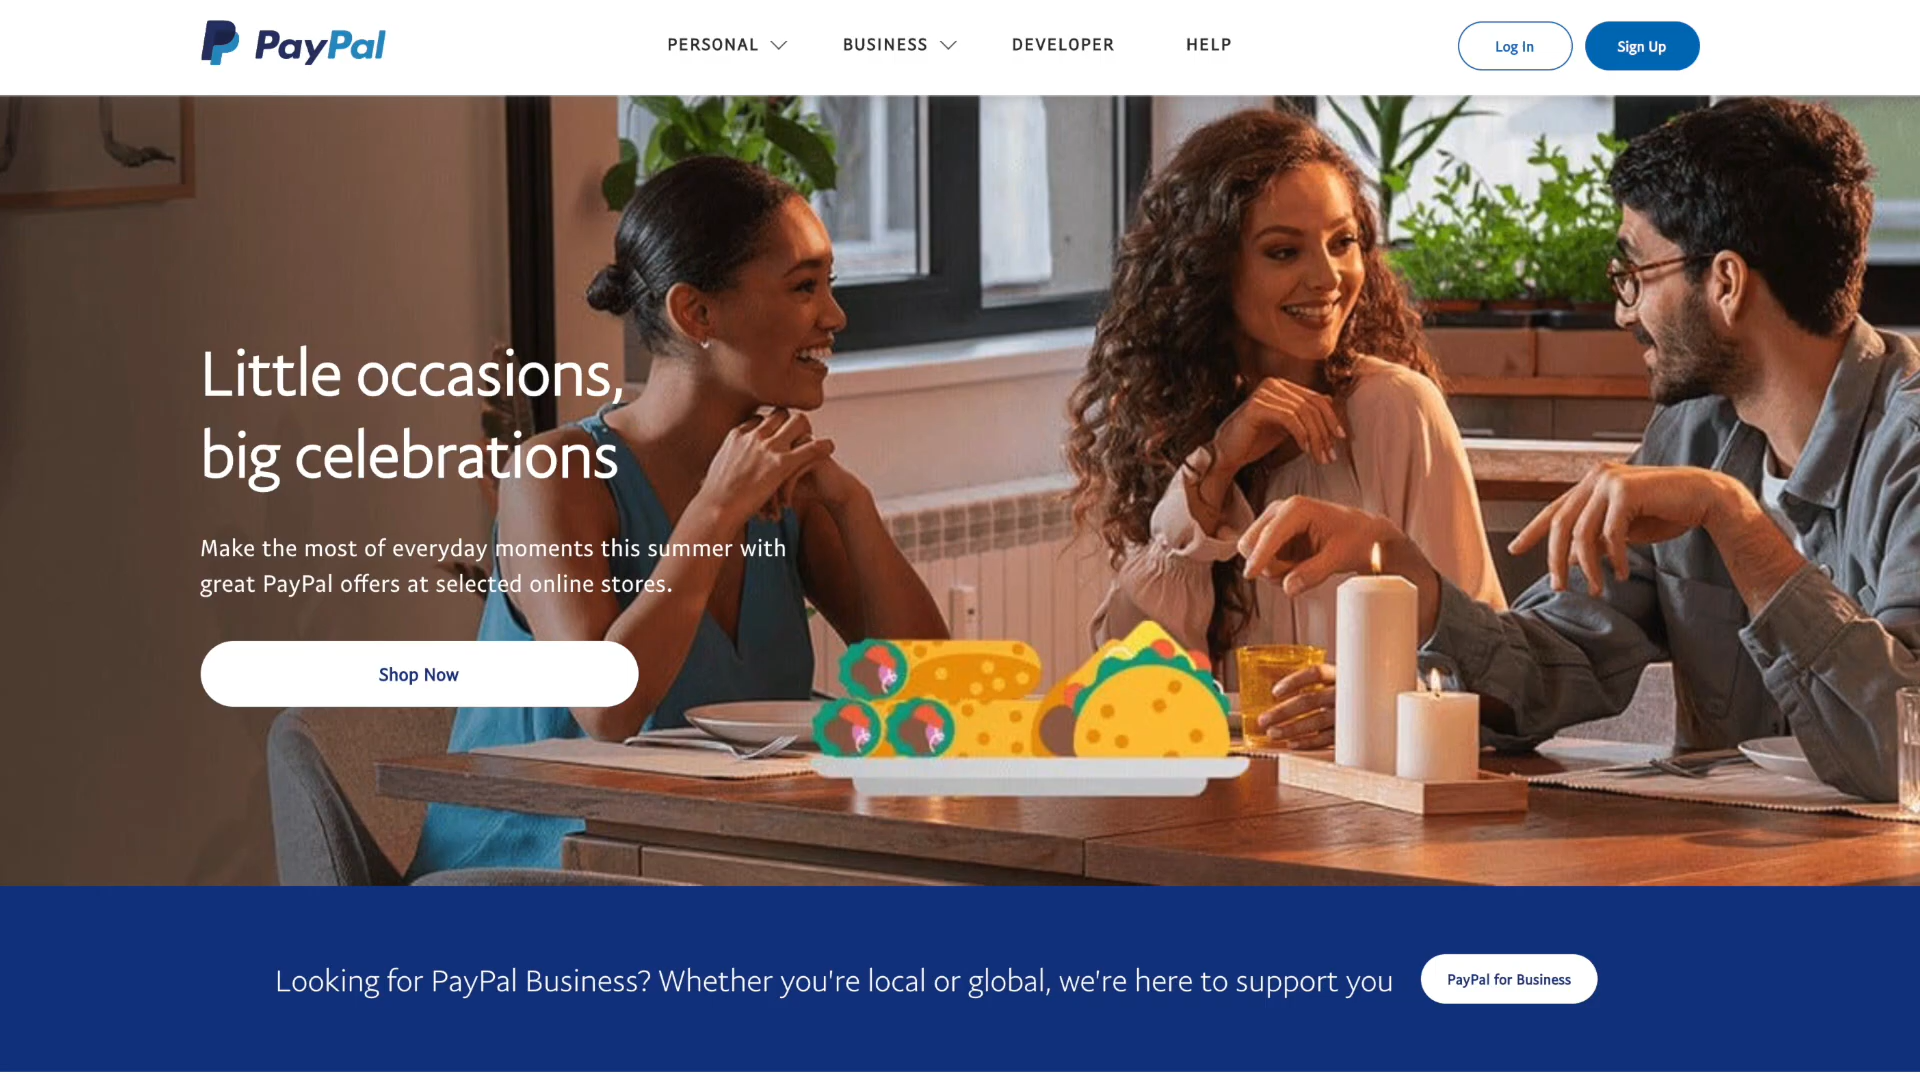 PayPal
PERSONAL
BUSINESS
DEVELOPER
HELP
Log In
Sign Up
Little occasions,
big celebrations
Make the most of everyday moments this summer with
great PayPal offers at selected online stores.
Shop Now
Looking for PayPal Business? Whether you're local or global, we're here to support you
PayPal for Business